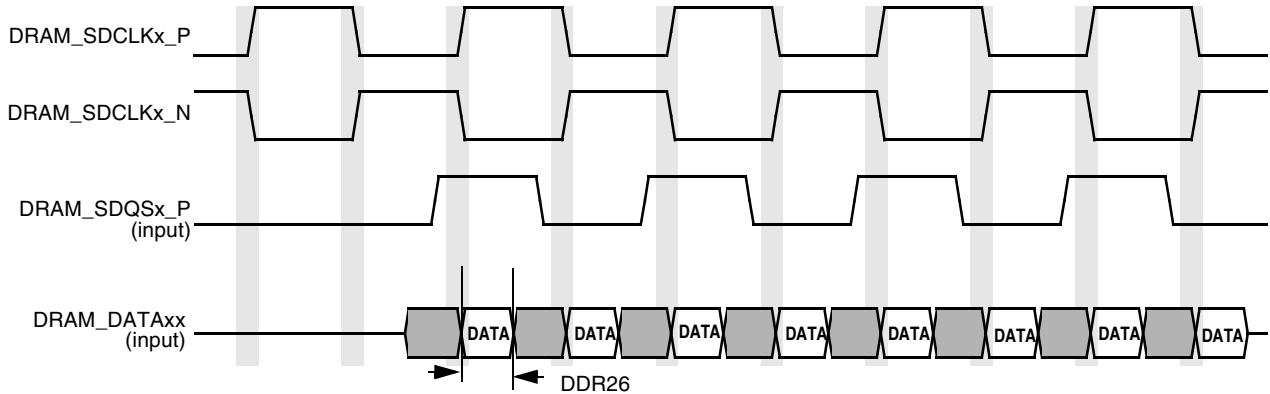 DRAM_SDCLKx_P
DRAM_SDCLKx_N
DRAM_SDQSx_P
(input)
DRAM_DATAxx
(input)
DATA DATA DATA DATA DATA DATA DATA DATA
DDR26